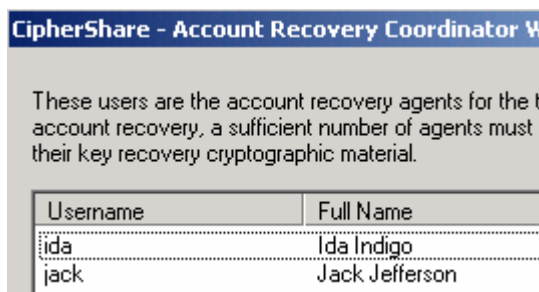 CipherShare - Account Recovery Coordinator
These users are the account recovery agents for the
account recovery, a sufficient number of agents must
their key recovery cryptographic material.
Username Full Name
ida Ida Indigo
jack Jack Jefferson